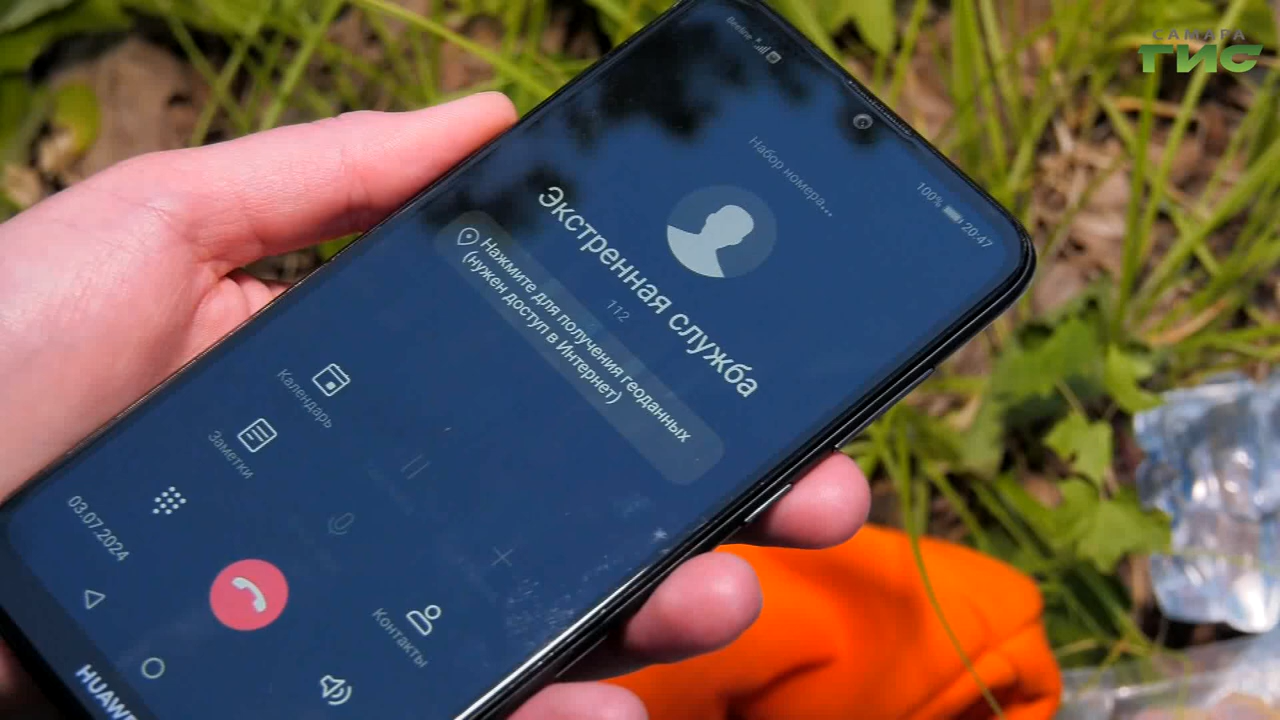 САМАРА
ГИС
Beeline
100%
20:47
Набор номера...
Экстренная служба
112
Нажмите для получения геоданных
(нужен доступ в Интернет)
Календарь
Заметки
Контакты
03.07.2024
HUAWE